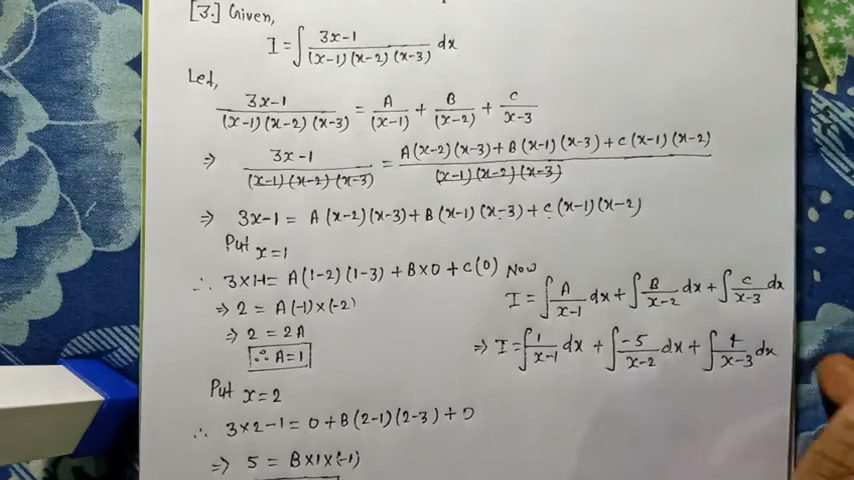 [3.] Given,
I = ∫ (3x-1)/((x-1)(x-2)(x-3)) dx
Let,
(3x-1)/((x-1)(x-2)(x-3)) = A/(x-1) + B/(x-2) + C/(x-3)
⇒ (3x-1)/((x-1)(x-2)(x-3)) = (A(x-2)(x-3)+B(x-1)(x-3)+C(x-1)(x-2))/((x-1)(x-2)(x-3))
⇒ 3x-1 = A(x-2)(x-3)+B(x-1)(x-3)+C(x-1)(x-2)
Put x=1
∴ 3×1-1= A(1-2)(1-3)+B×0+C(0)
⇒ 2 = A(-1)×(-2)
⇒ 2 = 2A
∴ A=1
Put x=2
∴ 3×2-1=0+B(2-1)(2-3)+0
⇒ 5 = B×1×(-1)
Now
I = ∫ A/(x-1) dx + ∫ B/(x-2) dx + ∫ C/(x-3) dx
⇒ I = ∫ 1/(x-1) dx + ∫ -5/(x-2) dx + ∫ 4/(x-3) dx